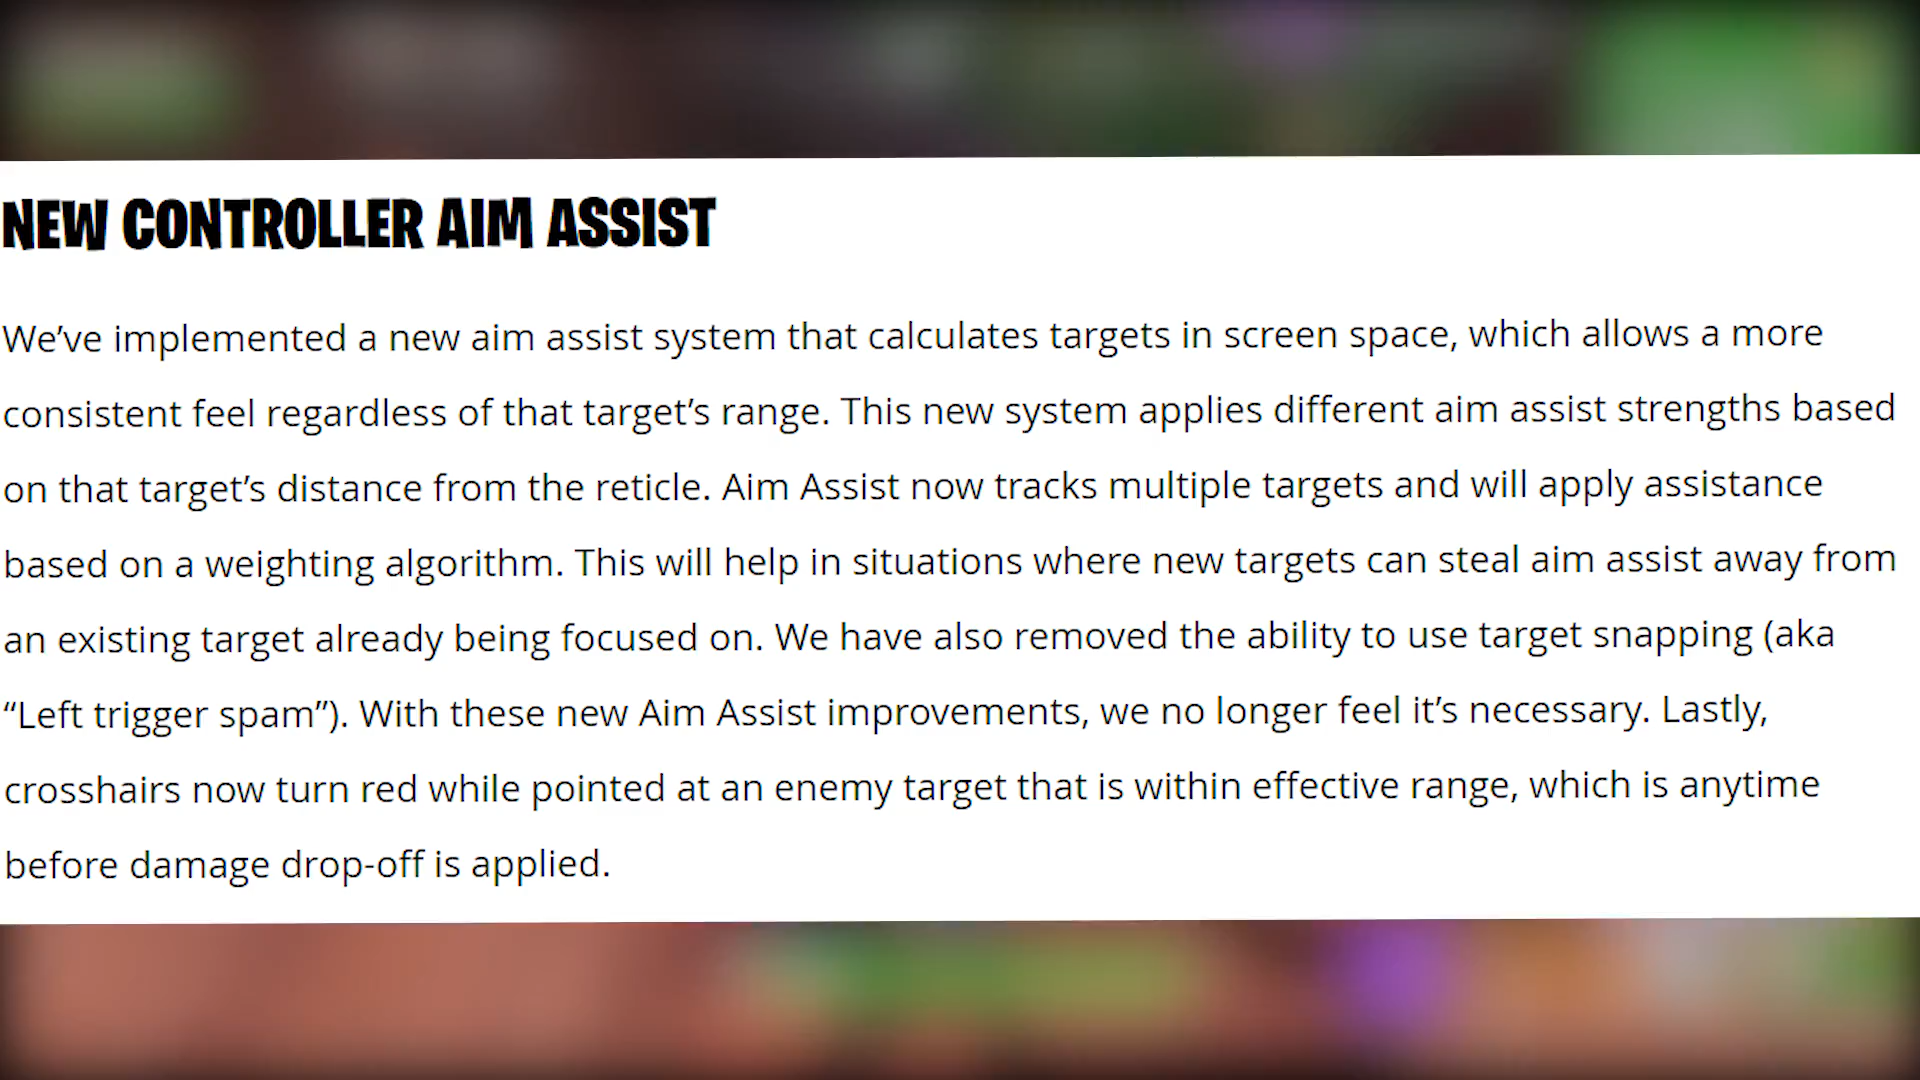 NEW CONTROLLER AIM ASSIST
We’ve implemented a new aim assist system that calculates targets in screen space, which allows a more
consistent feel regardless of that target’s range. This new system applies different aim assist strengths based
on that target’s distance from the reticle. Aim Assist now tracks multiple targets and will apply assistance
based on a weighting algorithm. This will help in situations where new targets can steal aim assist away from
an existing target already being focused on. We have also removed the ability to use target snapping (aka
“Left trigger spam”). With these new Aim Assist improvements, we no longer feel it’s necessary. Lastly,
crosshairs now turn red while pointed at an enemy target that is within effective range, which is anytime
before damage drop-off is applied.